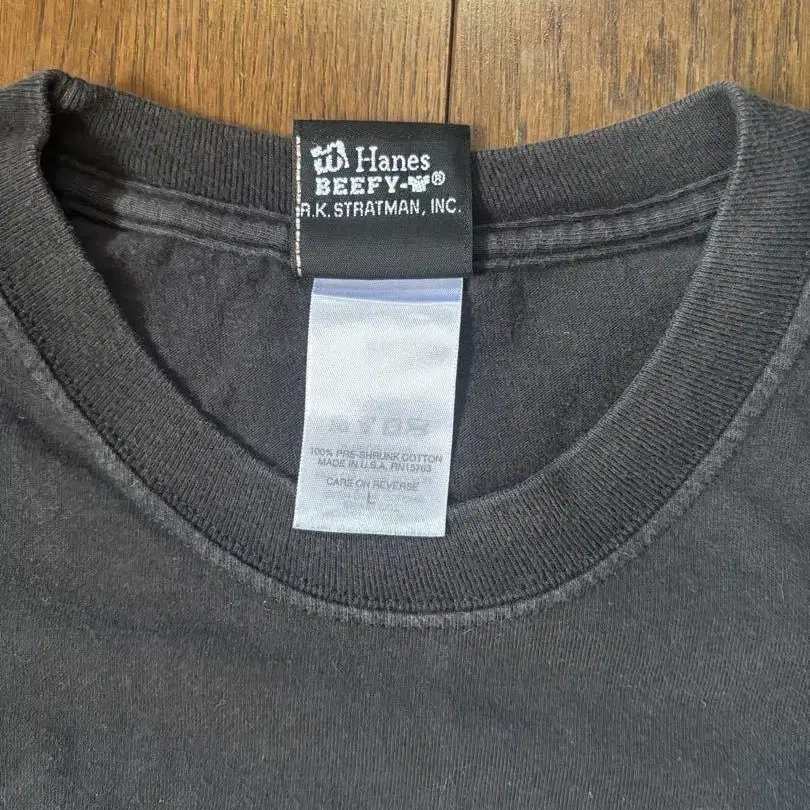 Hanes
BEEFY-T®
R.K. STRATMAN, INC.
100% PRE-SHRUNK COTTON
MADE IN U.S.A. RN15763
CARE ON REVERSE
L